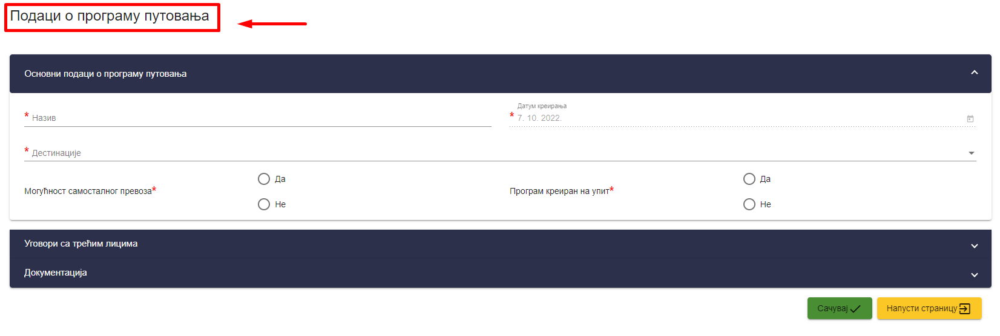 Подаци о програму путовања
Основни подаци о програму путовања
* Назив
Датум креирања
* 7. 10. 2022.
* Дестинације
Могућност самосталног превоза*
Да
Не
Програм креиран на упит*
Да
Не
Уговори са трећим лицима
Документација
Сачувај
Напусти страницу